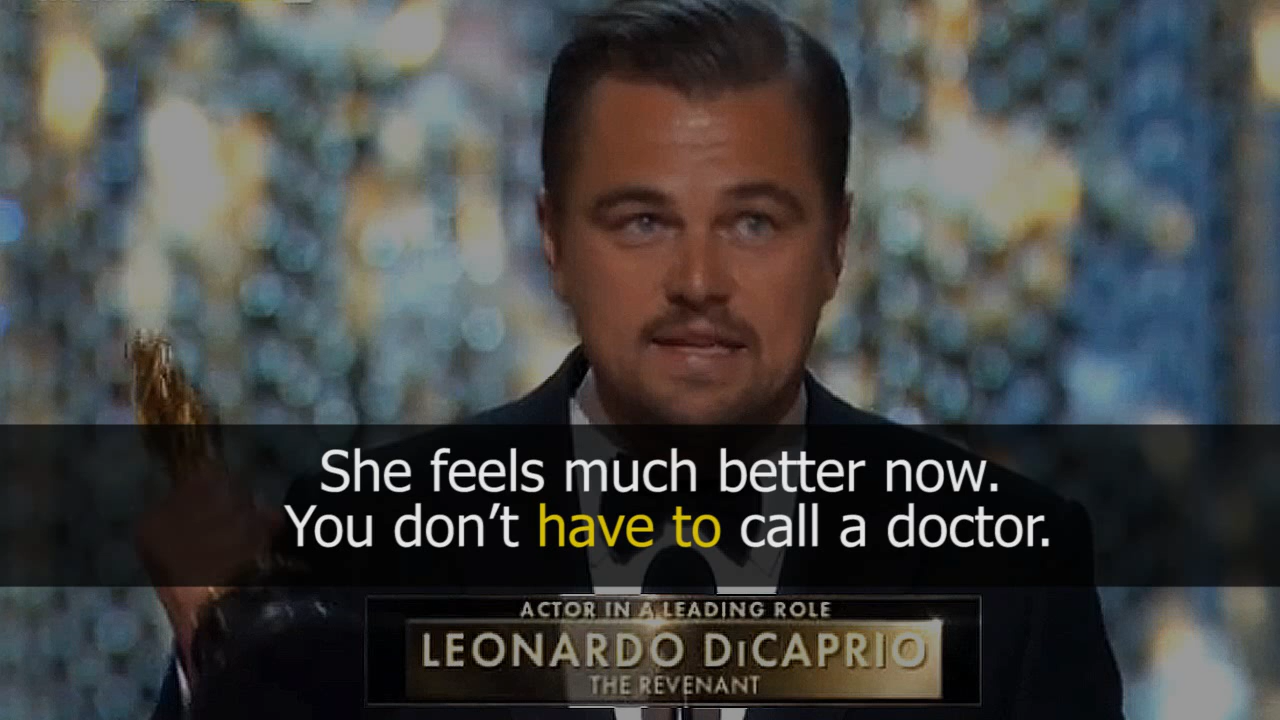 She feels much better now.
You don’t have to call a doctor.
ACTOR IN A LEADING ROLE
LEONARDO DiCAPRIO
THE REVENANT